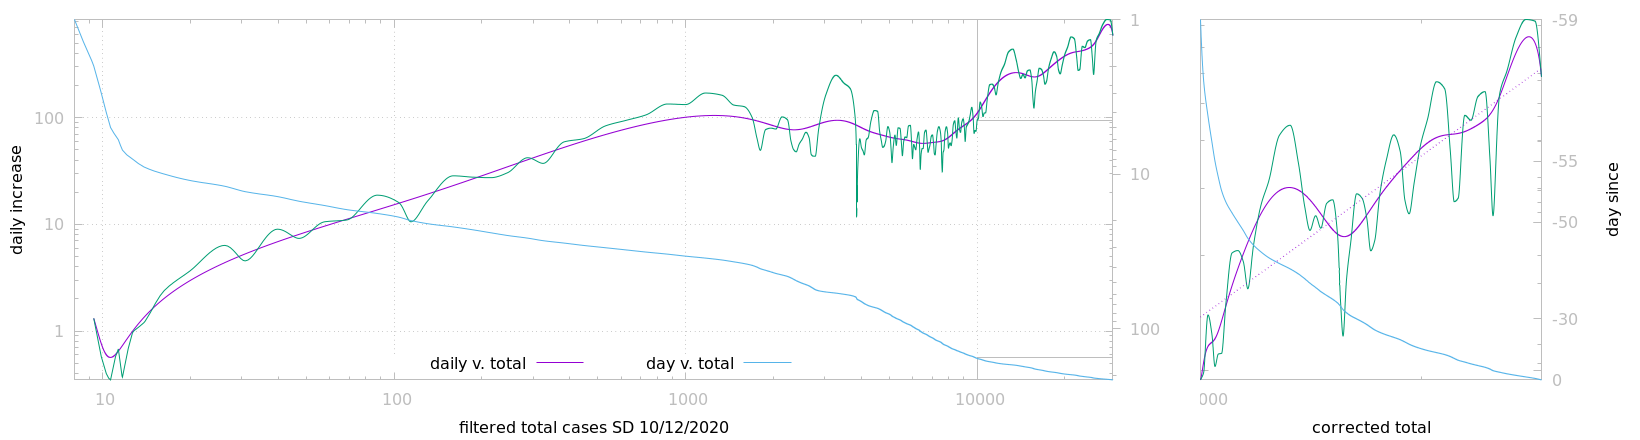 1
-59
100
10
-55
daily increase
day since
10
-50
1
100
-30
daily v. total
day v. total
0
10
100
1000
10000
000
filtered total cases SD 10/12/2020
corrected total